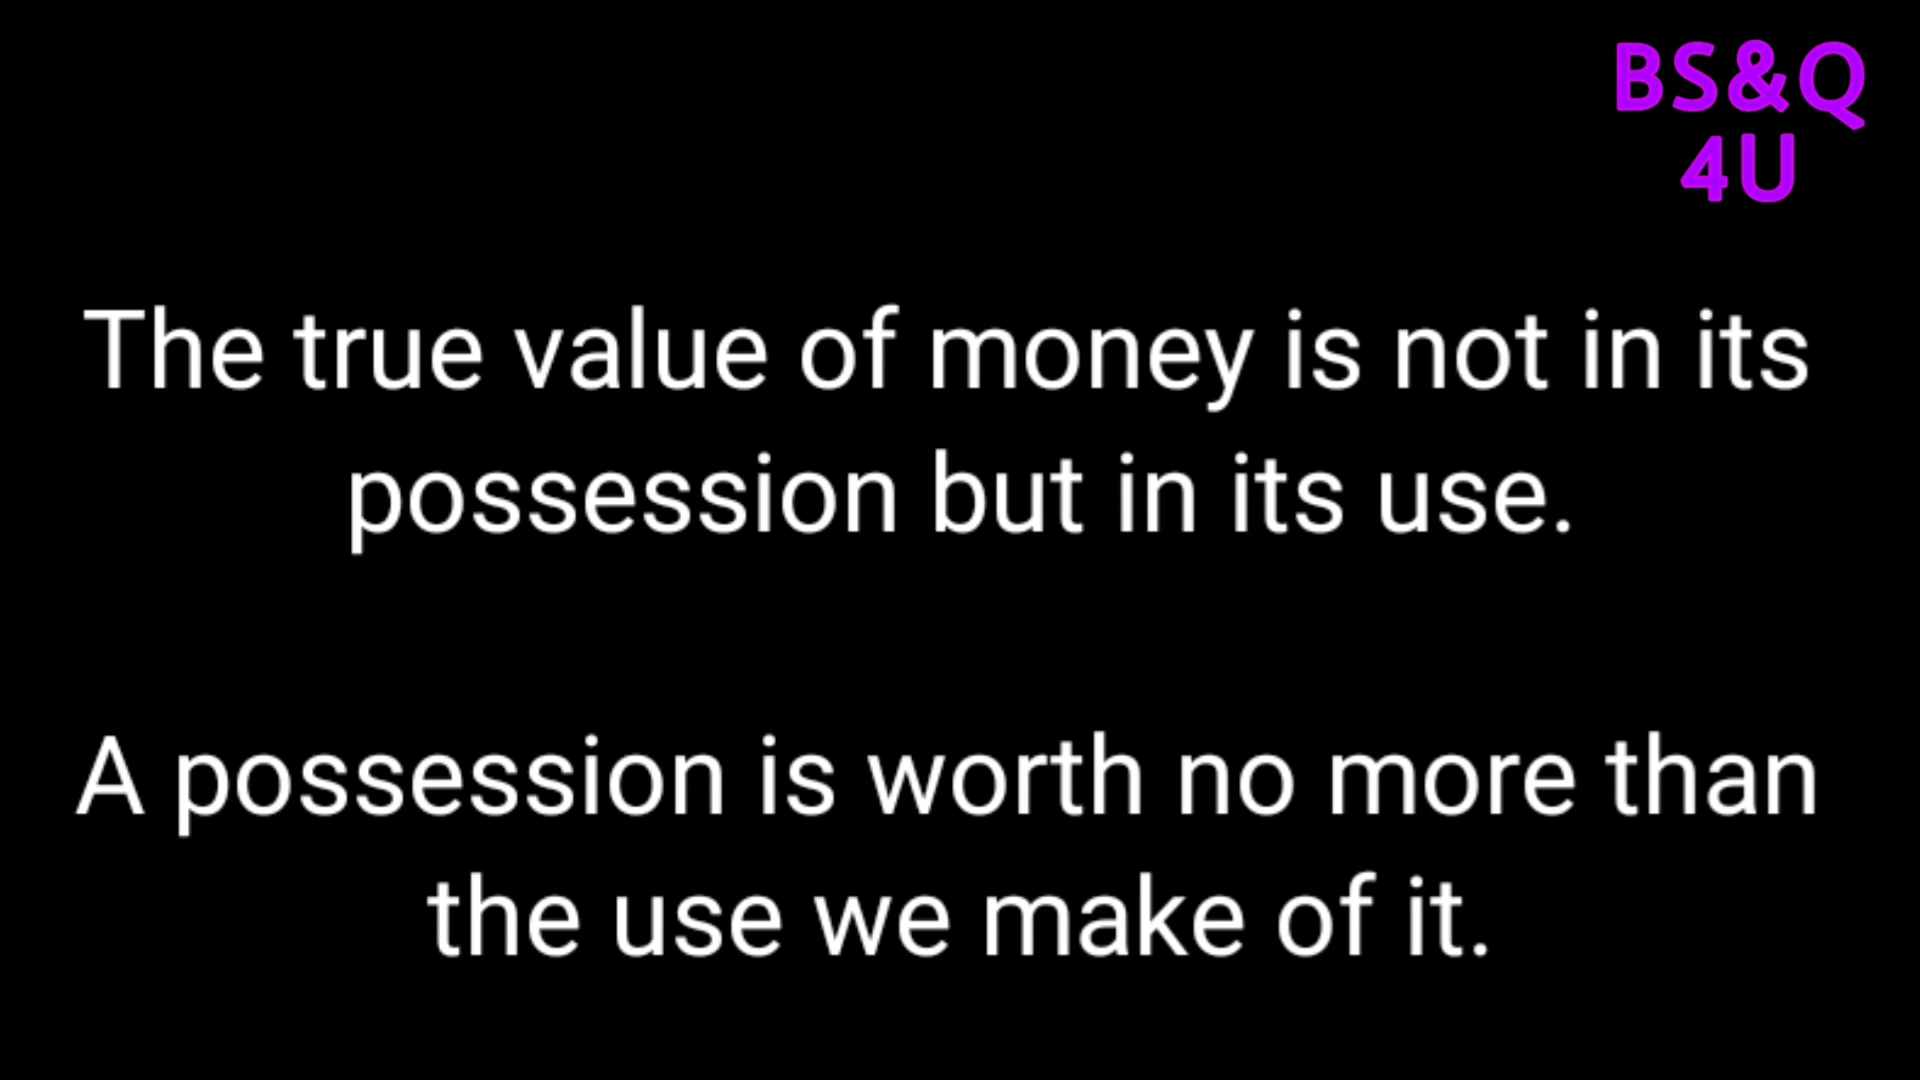 BS&Q
4U
The true value of money is not in its
possession but in its use.
A possession is worth no more than
the use we make of it.